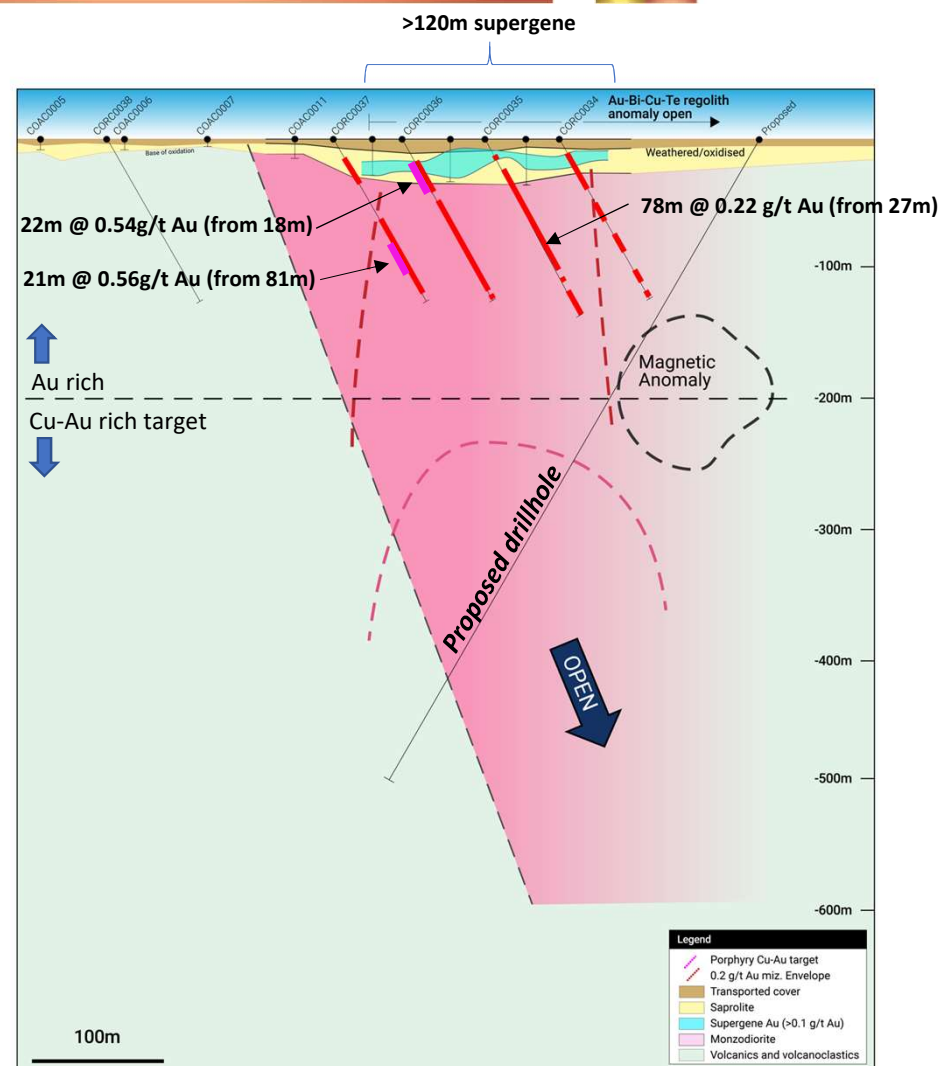 >120m supergene
COAC0005
CORC0038
COAC0006
COAC0007
COAC0011
CORC0037
CORC0036
CORC0035
CORC0034
Au-Bi-Cu-Te regolith
anomaly open
Proposed
Base of oxidation
Weathered/oxidised
22m @ 0.54g/t Au (from 18m)
21m @ 0.56g/t Au (from 81m)
78m @ 0.22 g/t Au (from 27m)
-100m
Au rich
Magnetic
Anomaly
-200m
Cu-Au rich target
Proposed drillhole
-300m
-400m
OPEN
-500m
-600m
Legend
Porphyry Cu-Au target
0.2 g/t Au miz. Envelope
Transported cover
Saprolite
Supergene Au (>0.1 g/t Au)
Monzodiorite
Volcanics and volcanoclastics
100m